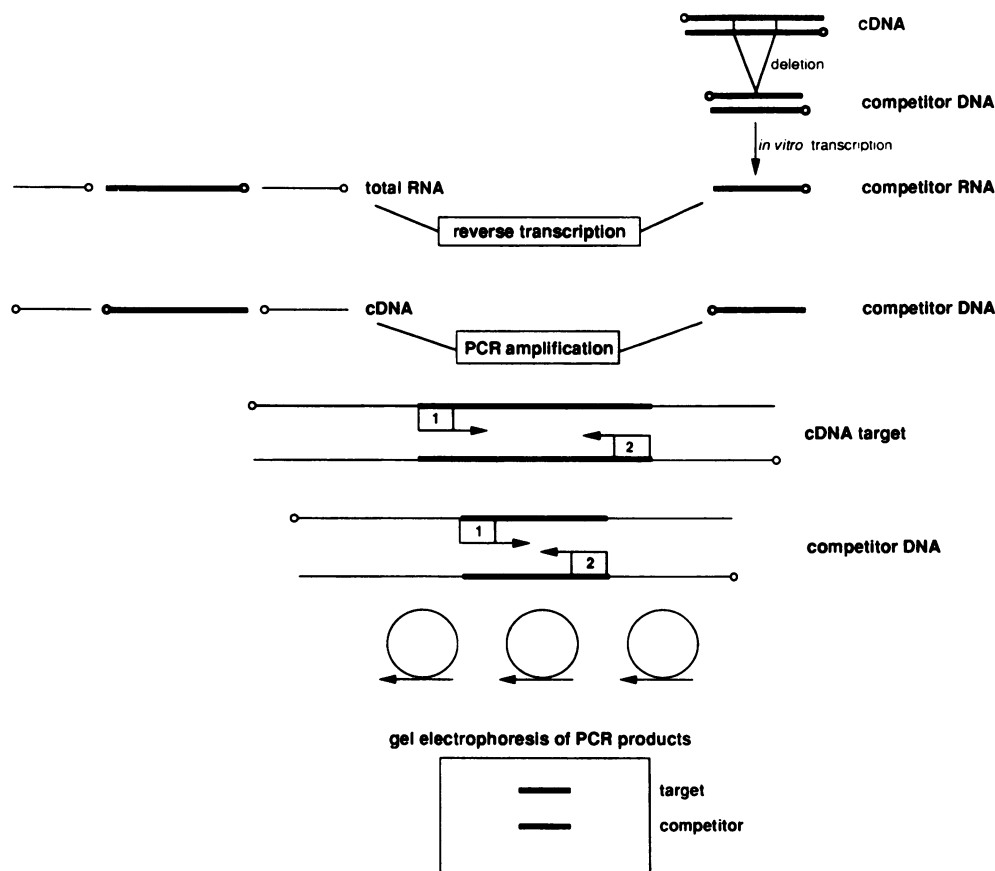 cDNA
deletion
competitor DNA
in vitro transcription
total RNA
competitor RNA
reverse transcription
cDNA
competitor DNA
PCR amplification
1
2
cDNA target
1
2
competitor DNA
gel electrophoresis of PCR products
target
competitor